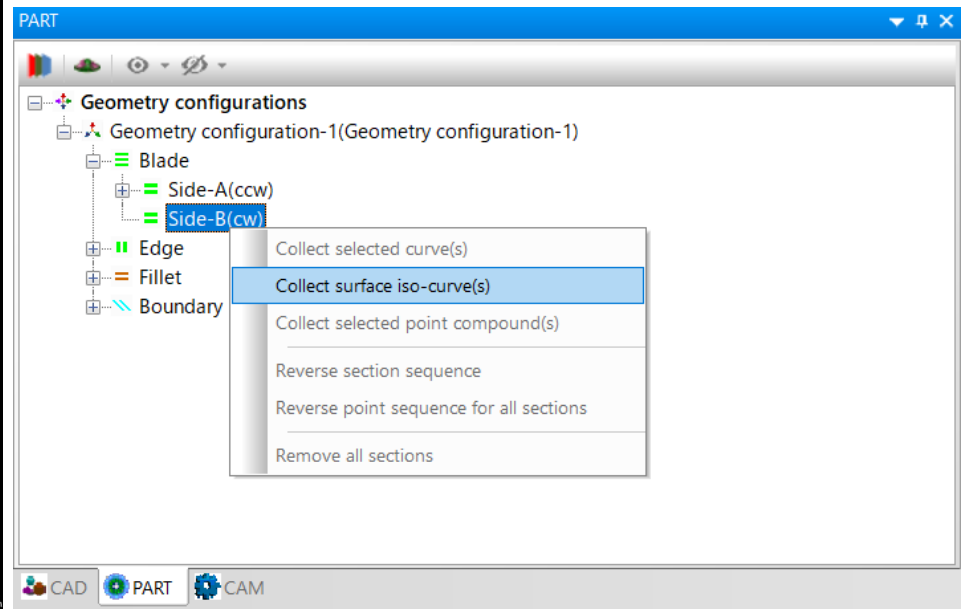 PART
Geometry configurations
Geometry configuration-1(Geometry configuration-1)
Blade
Side-A(ccw)
Side-B(cw)
Edge
Fillet
Boundary
Collect selected curve(s)
Collect surface iso-curve(s)
Collect selected point compound(s)
Reverse section sequence
Reverse point sequence for all sections
Remove all sections
CAD PART CAM